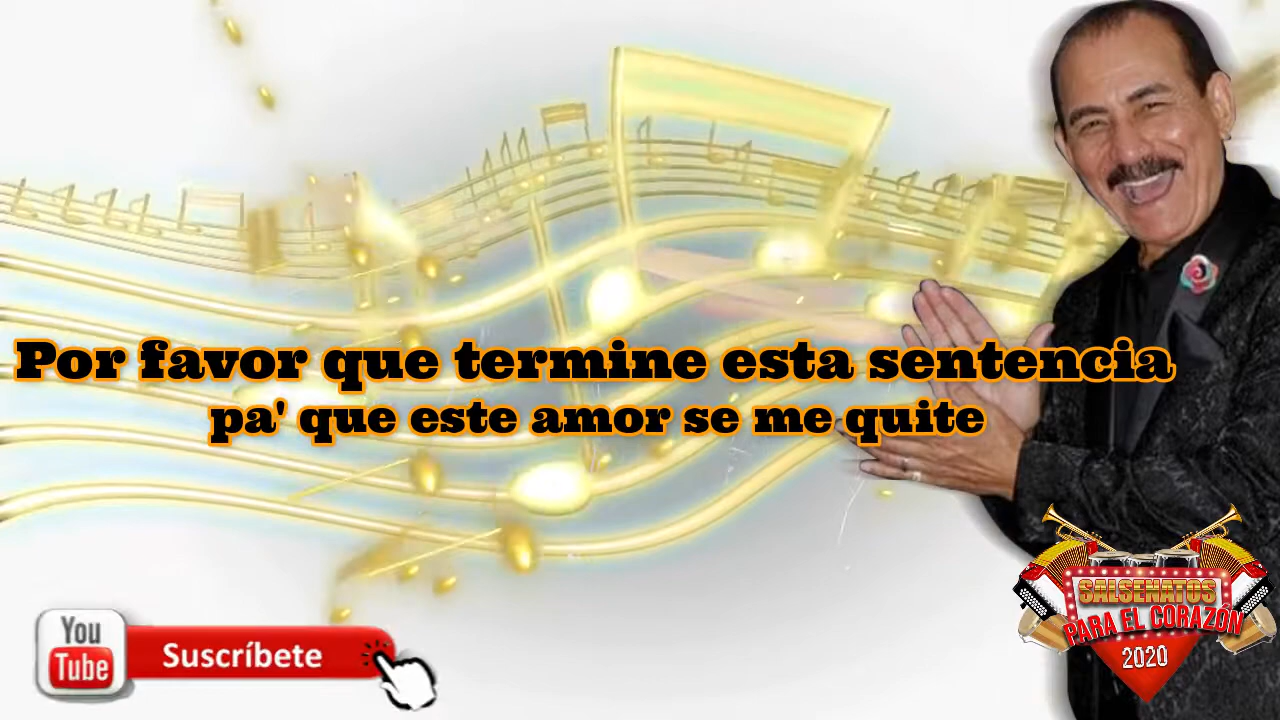 Por favor que termine esta sentencia
pa' que este amor se me quite
You
Tube
Suscríbete
SALSENATOS
PARA EL CORAZÓN
2020